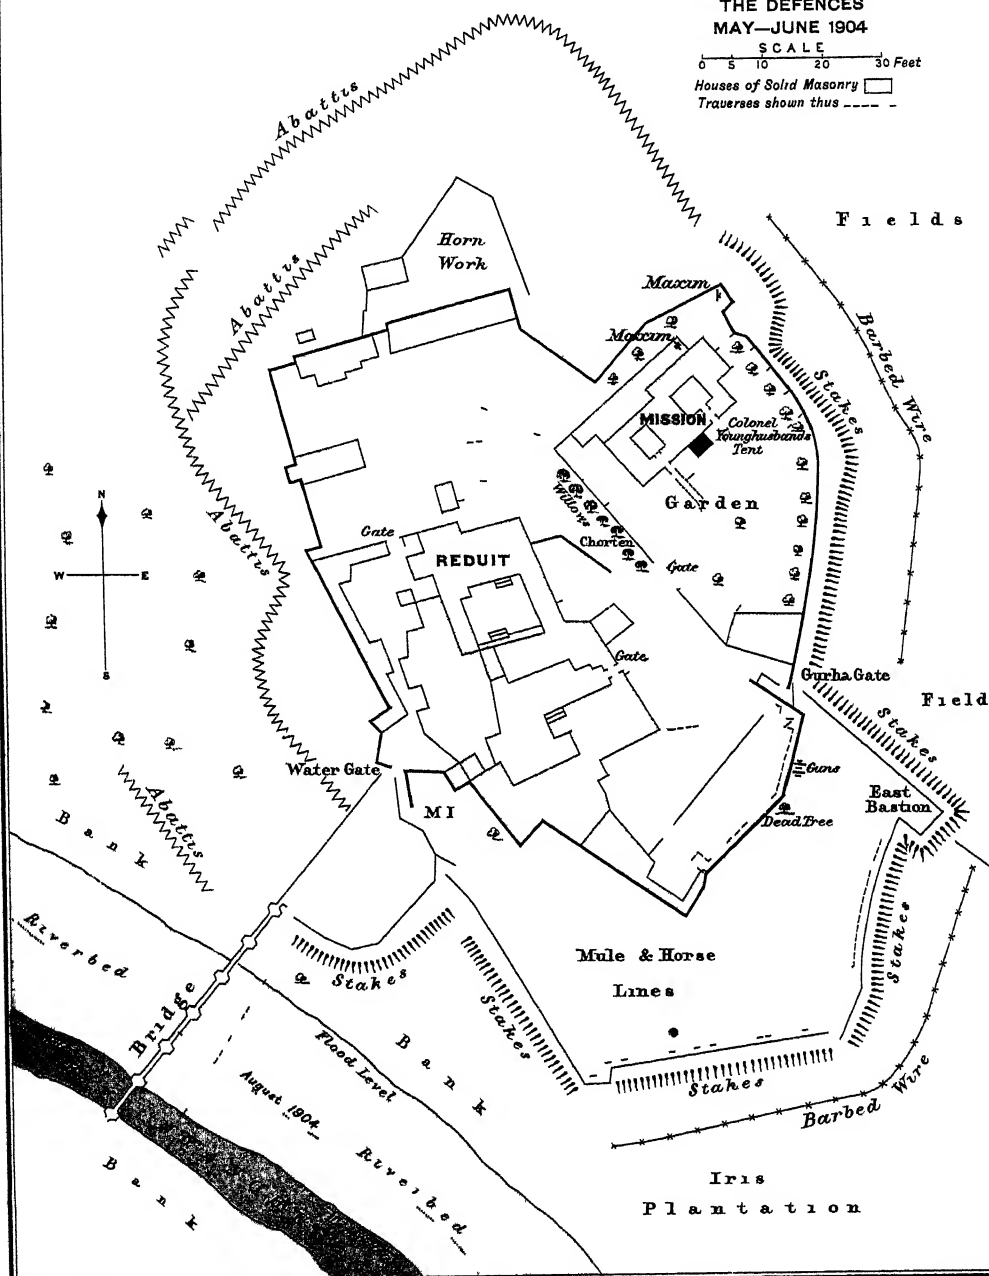 THE DEFENCES
MAY—JUNE 1904
SCALE
0 5 10 20 30 Feet
Houses of Solid Masonry
Traverses shown thus
Abattis
Fields
Horn
Work
Abattis
Maxim
Maxim
Barbed Wire
Stakes
MISSION
Colonel
Younghusbands
Tent
Garden
Willows
N
W E
S
Abattis
Gate
REDUIT
Chorten
Gate
Gate
Gurha Gate
Field
Stakes
Water Gate
Guns
East
Bastion
M I
Dead Tree
Abattis
Bank
Riverbed
Stakes
Stakes
Mule & Horse
Lines
Stakes
Bridge
Flood Level
August 1904
Bank
Stakes
Barbed Wire
Bank
Riverbed
Iris
Plantation